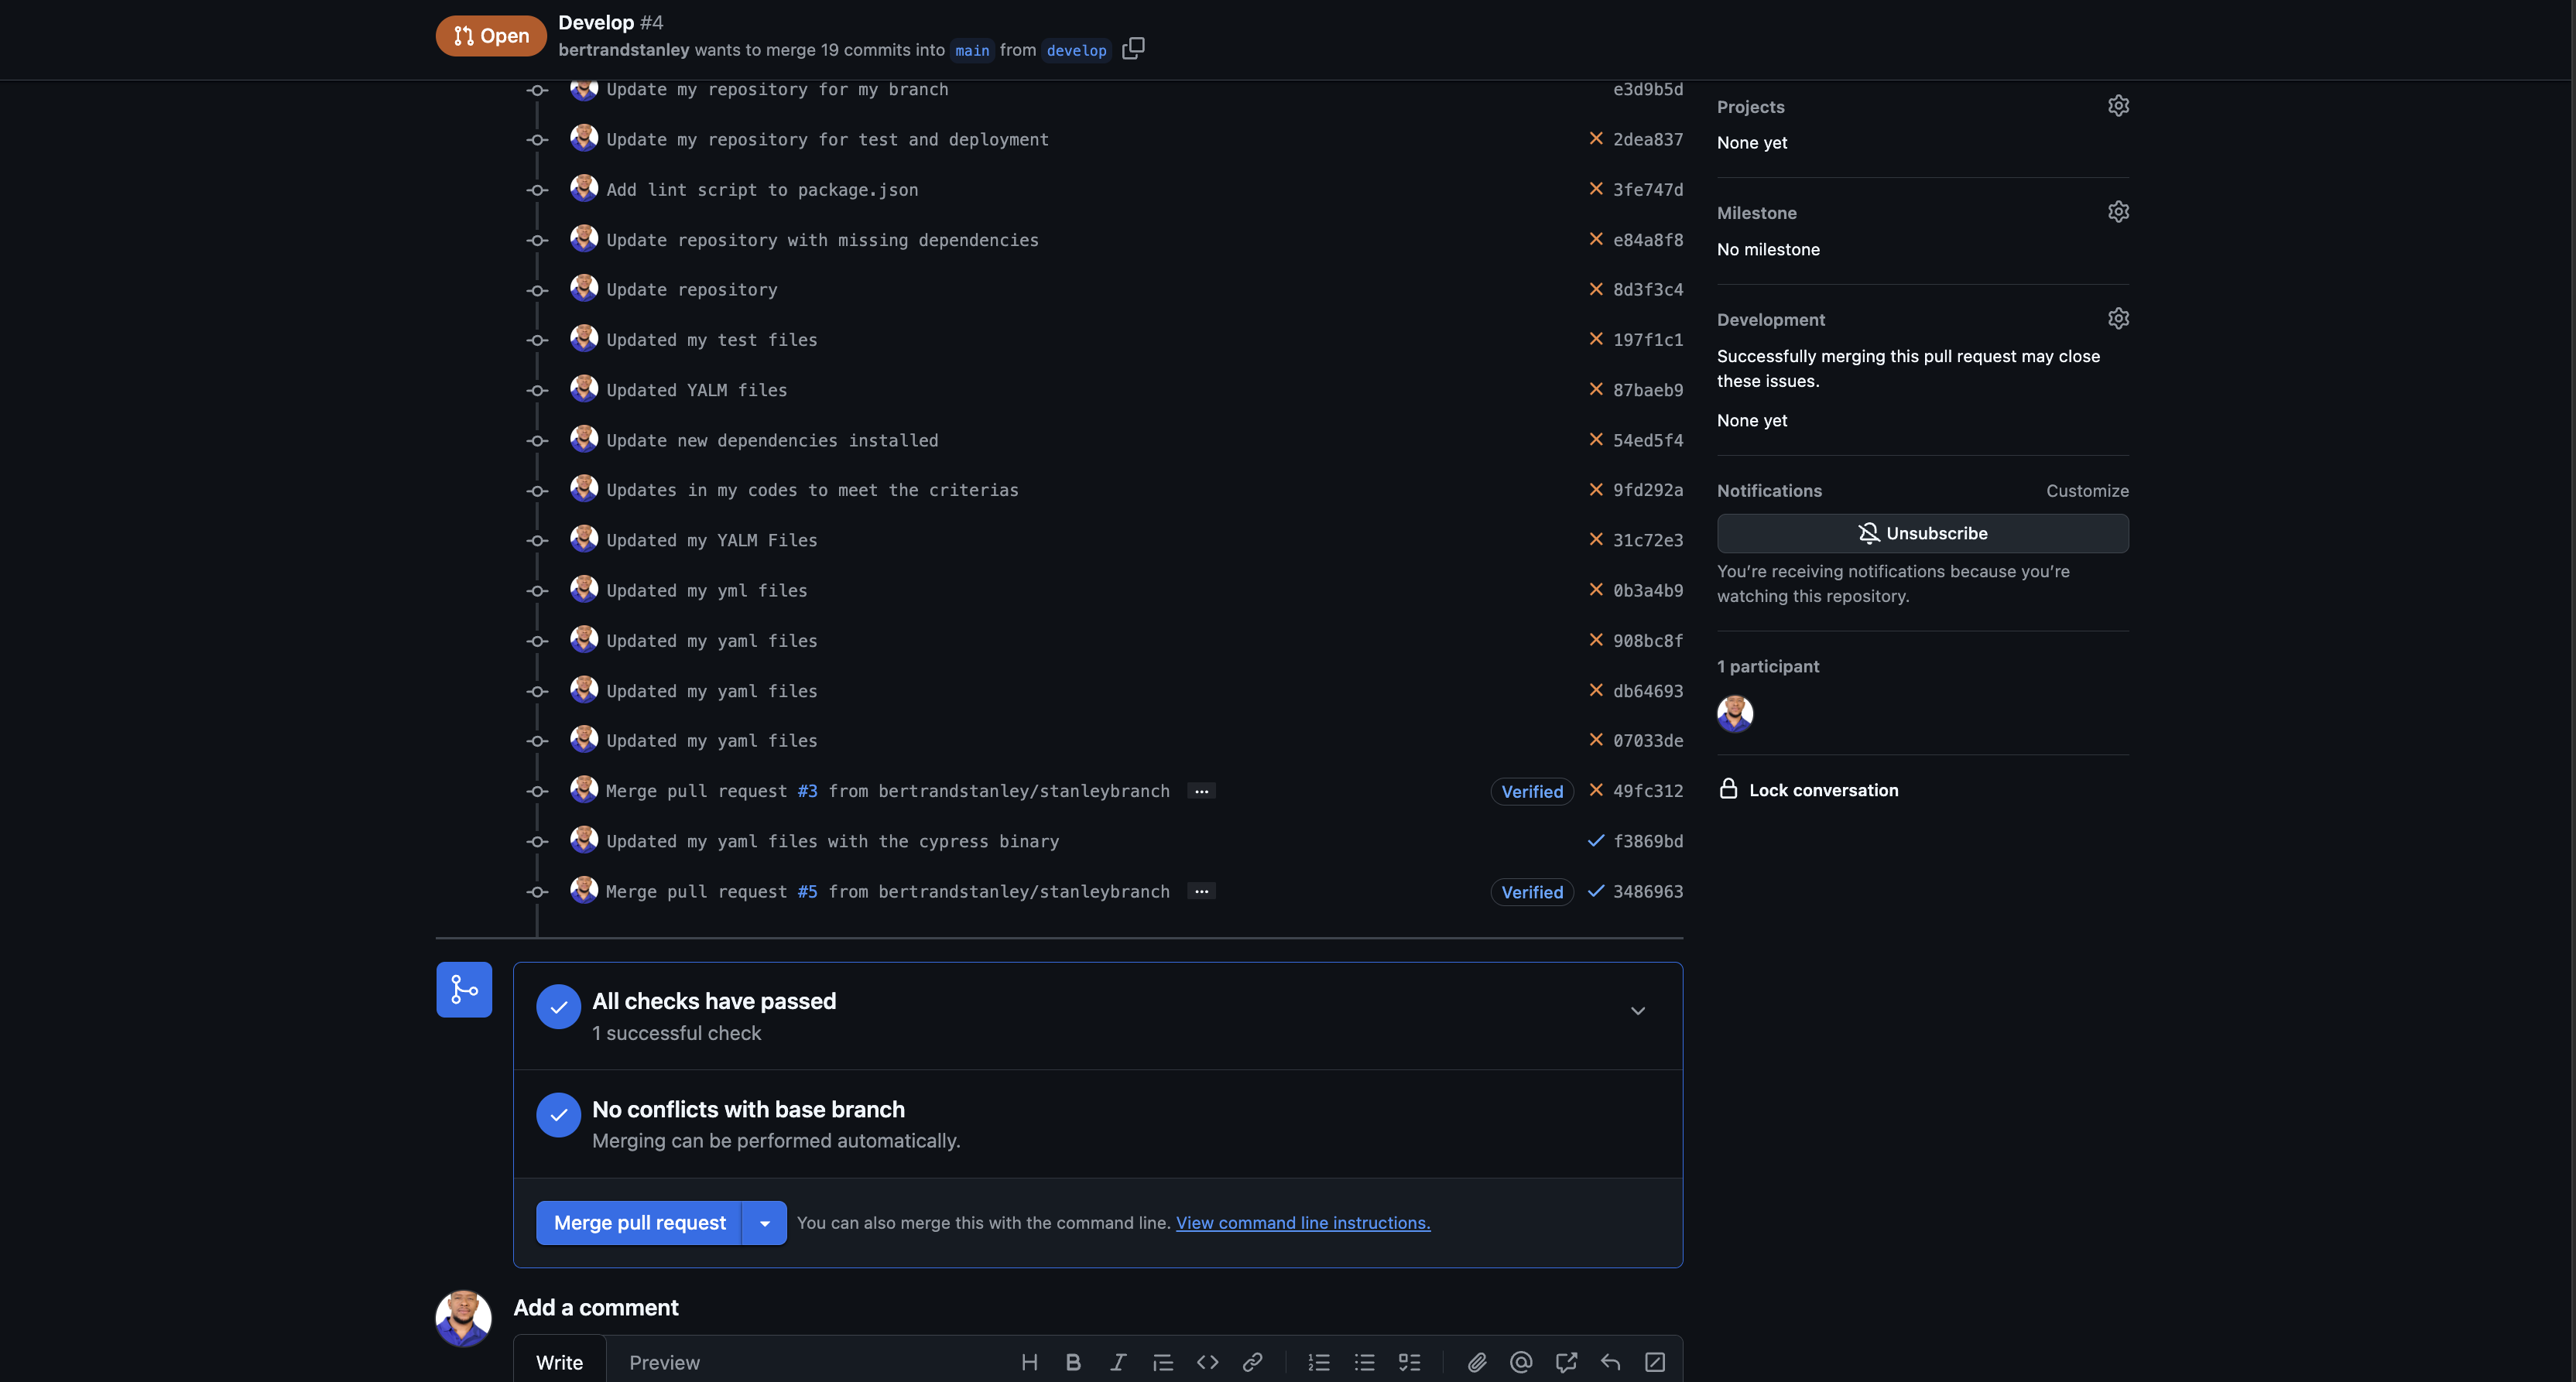 Open
Develop #4
bertrandstanley wants to merge 19 commits into main from develop
Update my repository for my branch e3d9b5d
Update my repository for test and deployment 2dea837
Add lint script to package.json 3fe747d
Update repository with missing dependencies e84a8f8
Update repository 8d3f3c4
Updated my test files 197f1c1
Updated YALM files 87baeb9
Update new dependencies installed 54ed5f4
Updates in my codes to meet the criterias 9fd292a
Updated my YALM Files 31c72e3
Updated my yml files 0b3a4b9
Updated my yaml files 908bc8f
Updated my yaml files db64693
Updated my yaml files 07033de
Merge pull request #3 from bertrandstanley/stanleybranch ... Verified 49fc312
Updated my yaml files with the cypress binary f3869bd
Merge pull request #5 from bertrandstanley/stanleybranch ... Verified 3486963
All checks have passed
1 successful check
No conflicts with base branch
Merging can be performed automatically.
Merge pull request You can also merge this with the command line. View command line instructions.
Add a comment
Write Preview
Projects
None yet
Milestone
No milestone
Development
Successfully merging this pull request may close
these issues.
None yet
Notifications Customize
Unsubscribe
You’re receiving notifications because you’re
watching this repository.
1 participant
Lock conversation